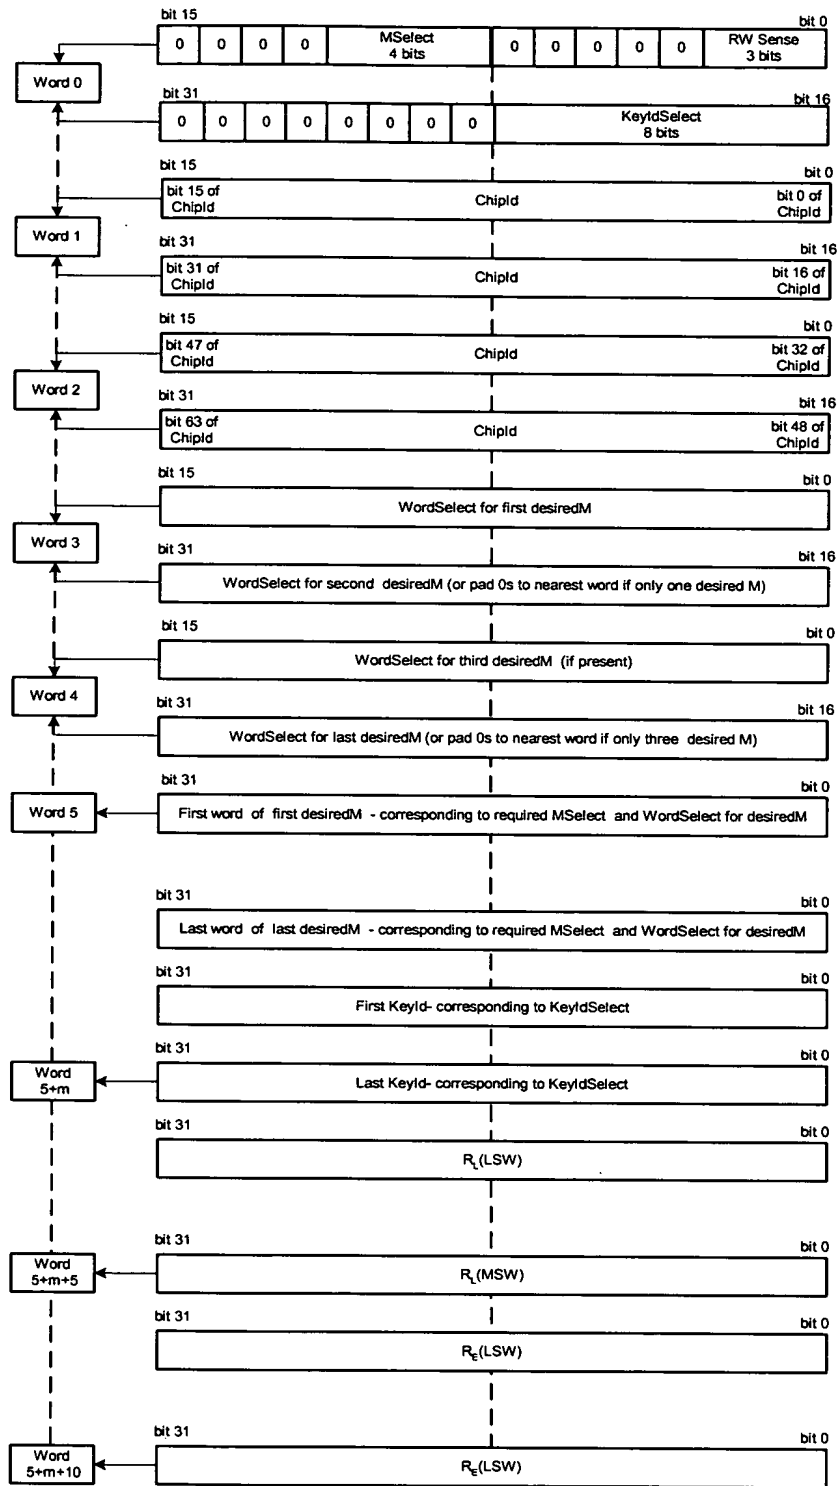 bit 15 bit 0
0 0 0 0 MSelect 4 bits 0 0 0 0 0 RW Sense 3 bits
Word 0
bit 31 bit 16
0 0 0 0 0 0 0 0 KeyIdSelect 8 bits
bit 15 bit 0
bit 15 of ChipId ChipId bit 0 of ChipId
Word 1
bit 31 bit 16
bit 31 of ChipId ChipId bit 16 of ChipId
bit 15 bit 0
bit 47 of ChipId ChipId bit 32 of ChipId
Word 2
bit 31 bit 16
bit 63 of ChipId ChipId bit 48 of ChipId
bit 15 bit 0
WordSelect for first desiredM
Word 3
bit 31 bit 16
WordSelect for second desiredM (or pad 0s to nearest word if only one desired M)
bit 15 bit 0
WordSelect for third desiredM (if present)
Word 4
bit 31 bit 16
WordSelect for last desiredM (or pad 0s to nearest word if only three desired M)
bit 31 bit 0
Word 5 First word of first desiredM - corresponding to required MSelect and WordSelect for desiredM
bit 31 bit 0
Last word of last desiredM - corresponding to required MSelect and WordSelect for desiredM
bit 31 bit 0
First KeyId- corresponding to KeyIdSelect
bit 31 bit 0
Word 5+m Last KeyId- corresponding to KeyIdSelect
bit 31 bit 0
RL(LSW)
bit 31 bit 0
Word 5+m+5 RL(MSW)
bit 31 bit 0
RE(LSW)
bit 31 bit 0
Word 5+m+10 RE(LSW)